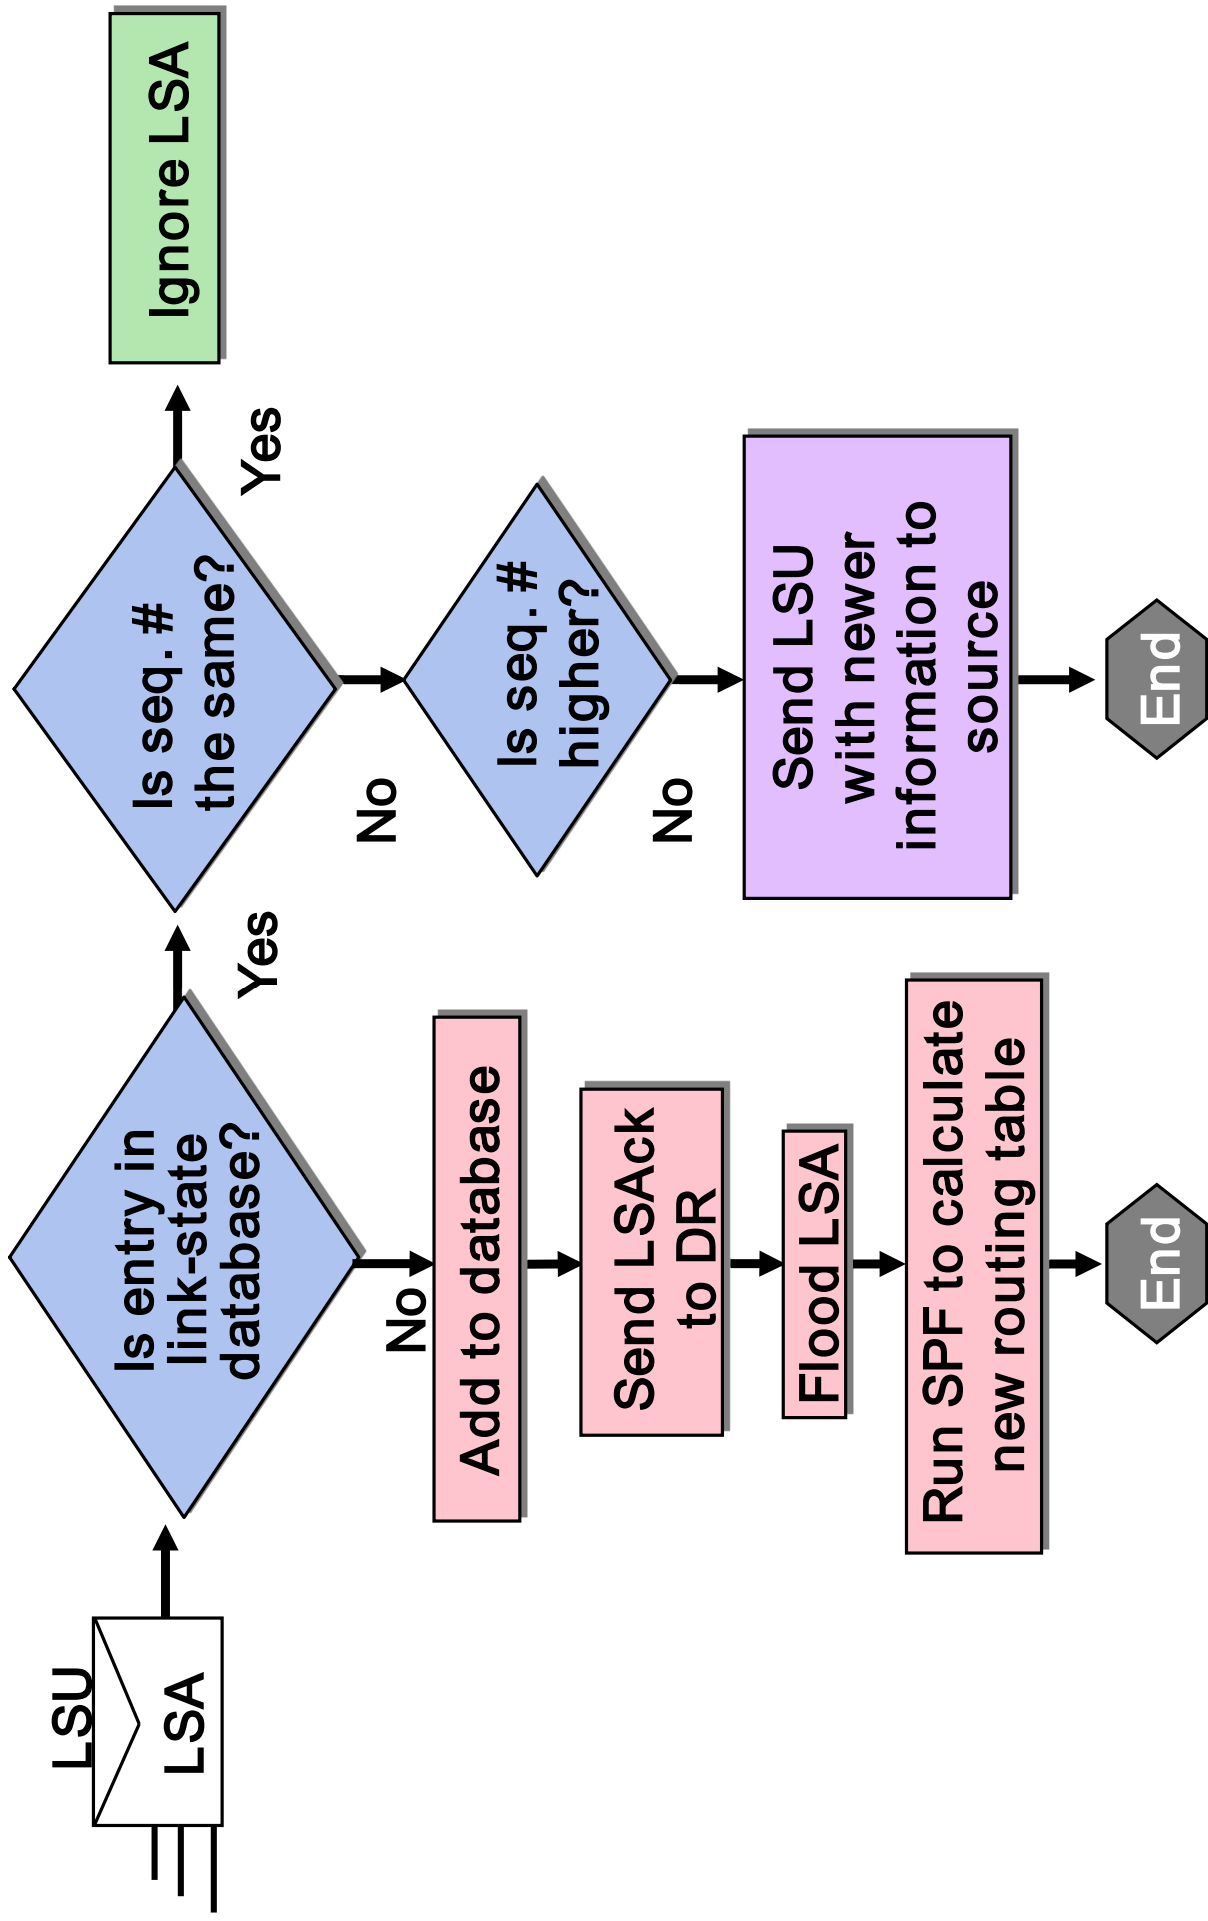 LSU
LSA
Is entry in
link-state
database?
Yes
Is seq. #
the same?
Yes
Ignore LSA
No
Add to database
Send LSAck
to DR
Flood LSA
Run SPF to calculate
new routing table
End
No
Is seq. #
higher?
No
Send LSU
with newer
information to
source
End